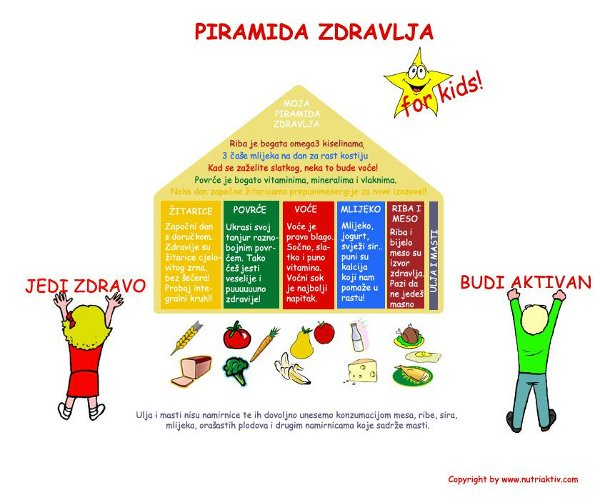 PIRAMIDA ZDRAVLJA
for kids!
MOJA
PIRAMIDA
ZDRAVLJA
Riba je bogata omega3 kiselinama,
3 čaše mlijeka na dan za rast kostiju
Kad se zaželite slatkog, neka to bude voće!
Povrće je bogato vitaminima, mineralima i vlaknima.
Neka dan započne žitaricama prepunimenergije za nove izazove!!
ŽITARICE
Započni dan
s doručkom.
Zdravije su
žitarice cjelo-
vitog zrna,
bez šećera!
Probaj inte-
gralni kruh!!
POVRĆE
Ukrasi svoj
tanjur razno-
bojnim povr-
ćem. Tako
ćeš jesti
veselije i
puuuuuuno
zdravije!
VOĆE
Voće je
pravo blago.
Sočno, sla-
tko i puno
vitamina.
Voćni sok
je najbolji
napitak.
MLIJEKO
Mlijeko,
jogurt,
svježi sir..
puni su
kalcija
koji nam
pomaže u
rastu!
RIBA I
MESO
Riba i
bijelo
meso su
izvor
zdravlja.
Pazi da
ne jedeš
masno
ULJA I MASTI
JEDI ZDRAVO
BUDI AKTIVAN
Ulja i masti nisu namirnice te ih dovoljno unesemo konzumacijom mesa, ribe, sira,
mlijeka, orašastih plodova i drugim namirnicama koje sadrže masti.
Copyright by www.nutriaktiv.com